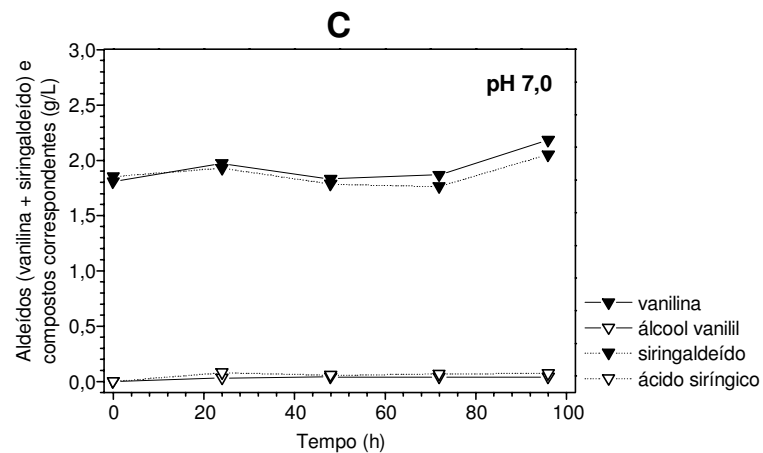 C
pH 7,0
Aldeídos (vanilina + siringaldeído) e
compostos correspondentes (g/L)
3,0
2,5
2,0
1,5
1,0
0,5
0,0
0
20
40
60
80
100
Tempo (h)
vanilina
álcool vanilil
siringaldeído
ácido siríngico